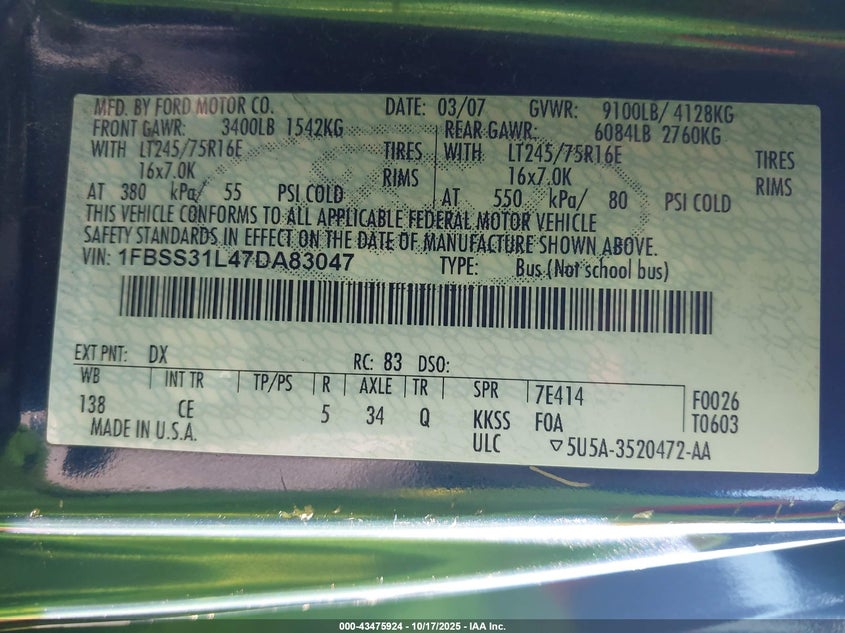 MFD. BY FORD MOTOR CO. DATE: 03/07 GVWR: 9100LB/ 4128KG
FRONT GAWR: 3400LB 1542KG REAR GAWR: 6084LB 2760KG
WITH LT245/75R16E TIRES WITH LT245/75R16E TIRES
16x7.0K RIMS 16x7.0K RIMS
AT 380 kPa/ 55 PSI COLD AT 550 kPa/ 80 PSI COLD
THIS VEHICLE CONFORMS TO ALL APPLICABLE FEDERAL MOTOR VEHICLE
SAFETY STANDARDS IN EFFECT ON THE DATE OF MANUFACTURE SHOWN ABOVE.
VIN: 1FBSS31L47DA83047 TYPE: Bus (Not school bus)
EXT PNT: DX RC: 83 DSO:
WB INT TR TP/PS R AXLE TR SPR 7E414 F0026
138 CE 5 34 Q KKSS FOA T0603
MADE IN U.S.A. ULC ▽5U5A-3520472-AA
000-43475924 - 10/17/2025 - IAA Inc.